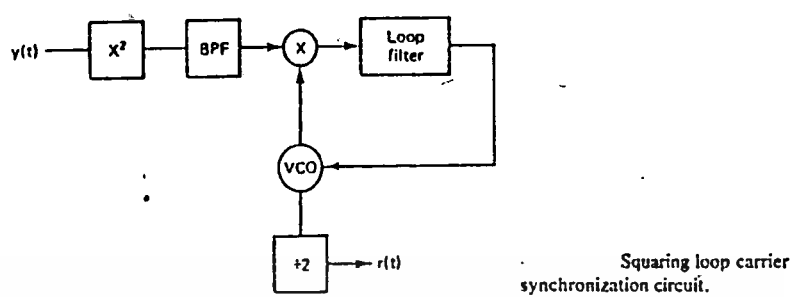 y(t)
X²
BPF
X
Loop
filter
VCO
÷2
r(t)
Squaring loop carrier
synchronization circuit.